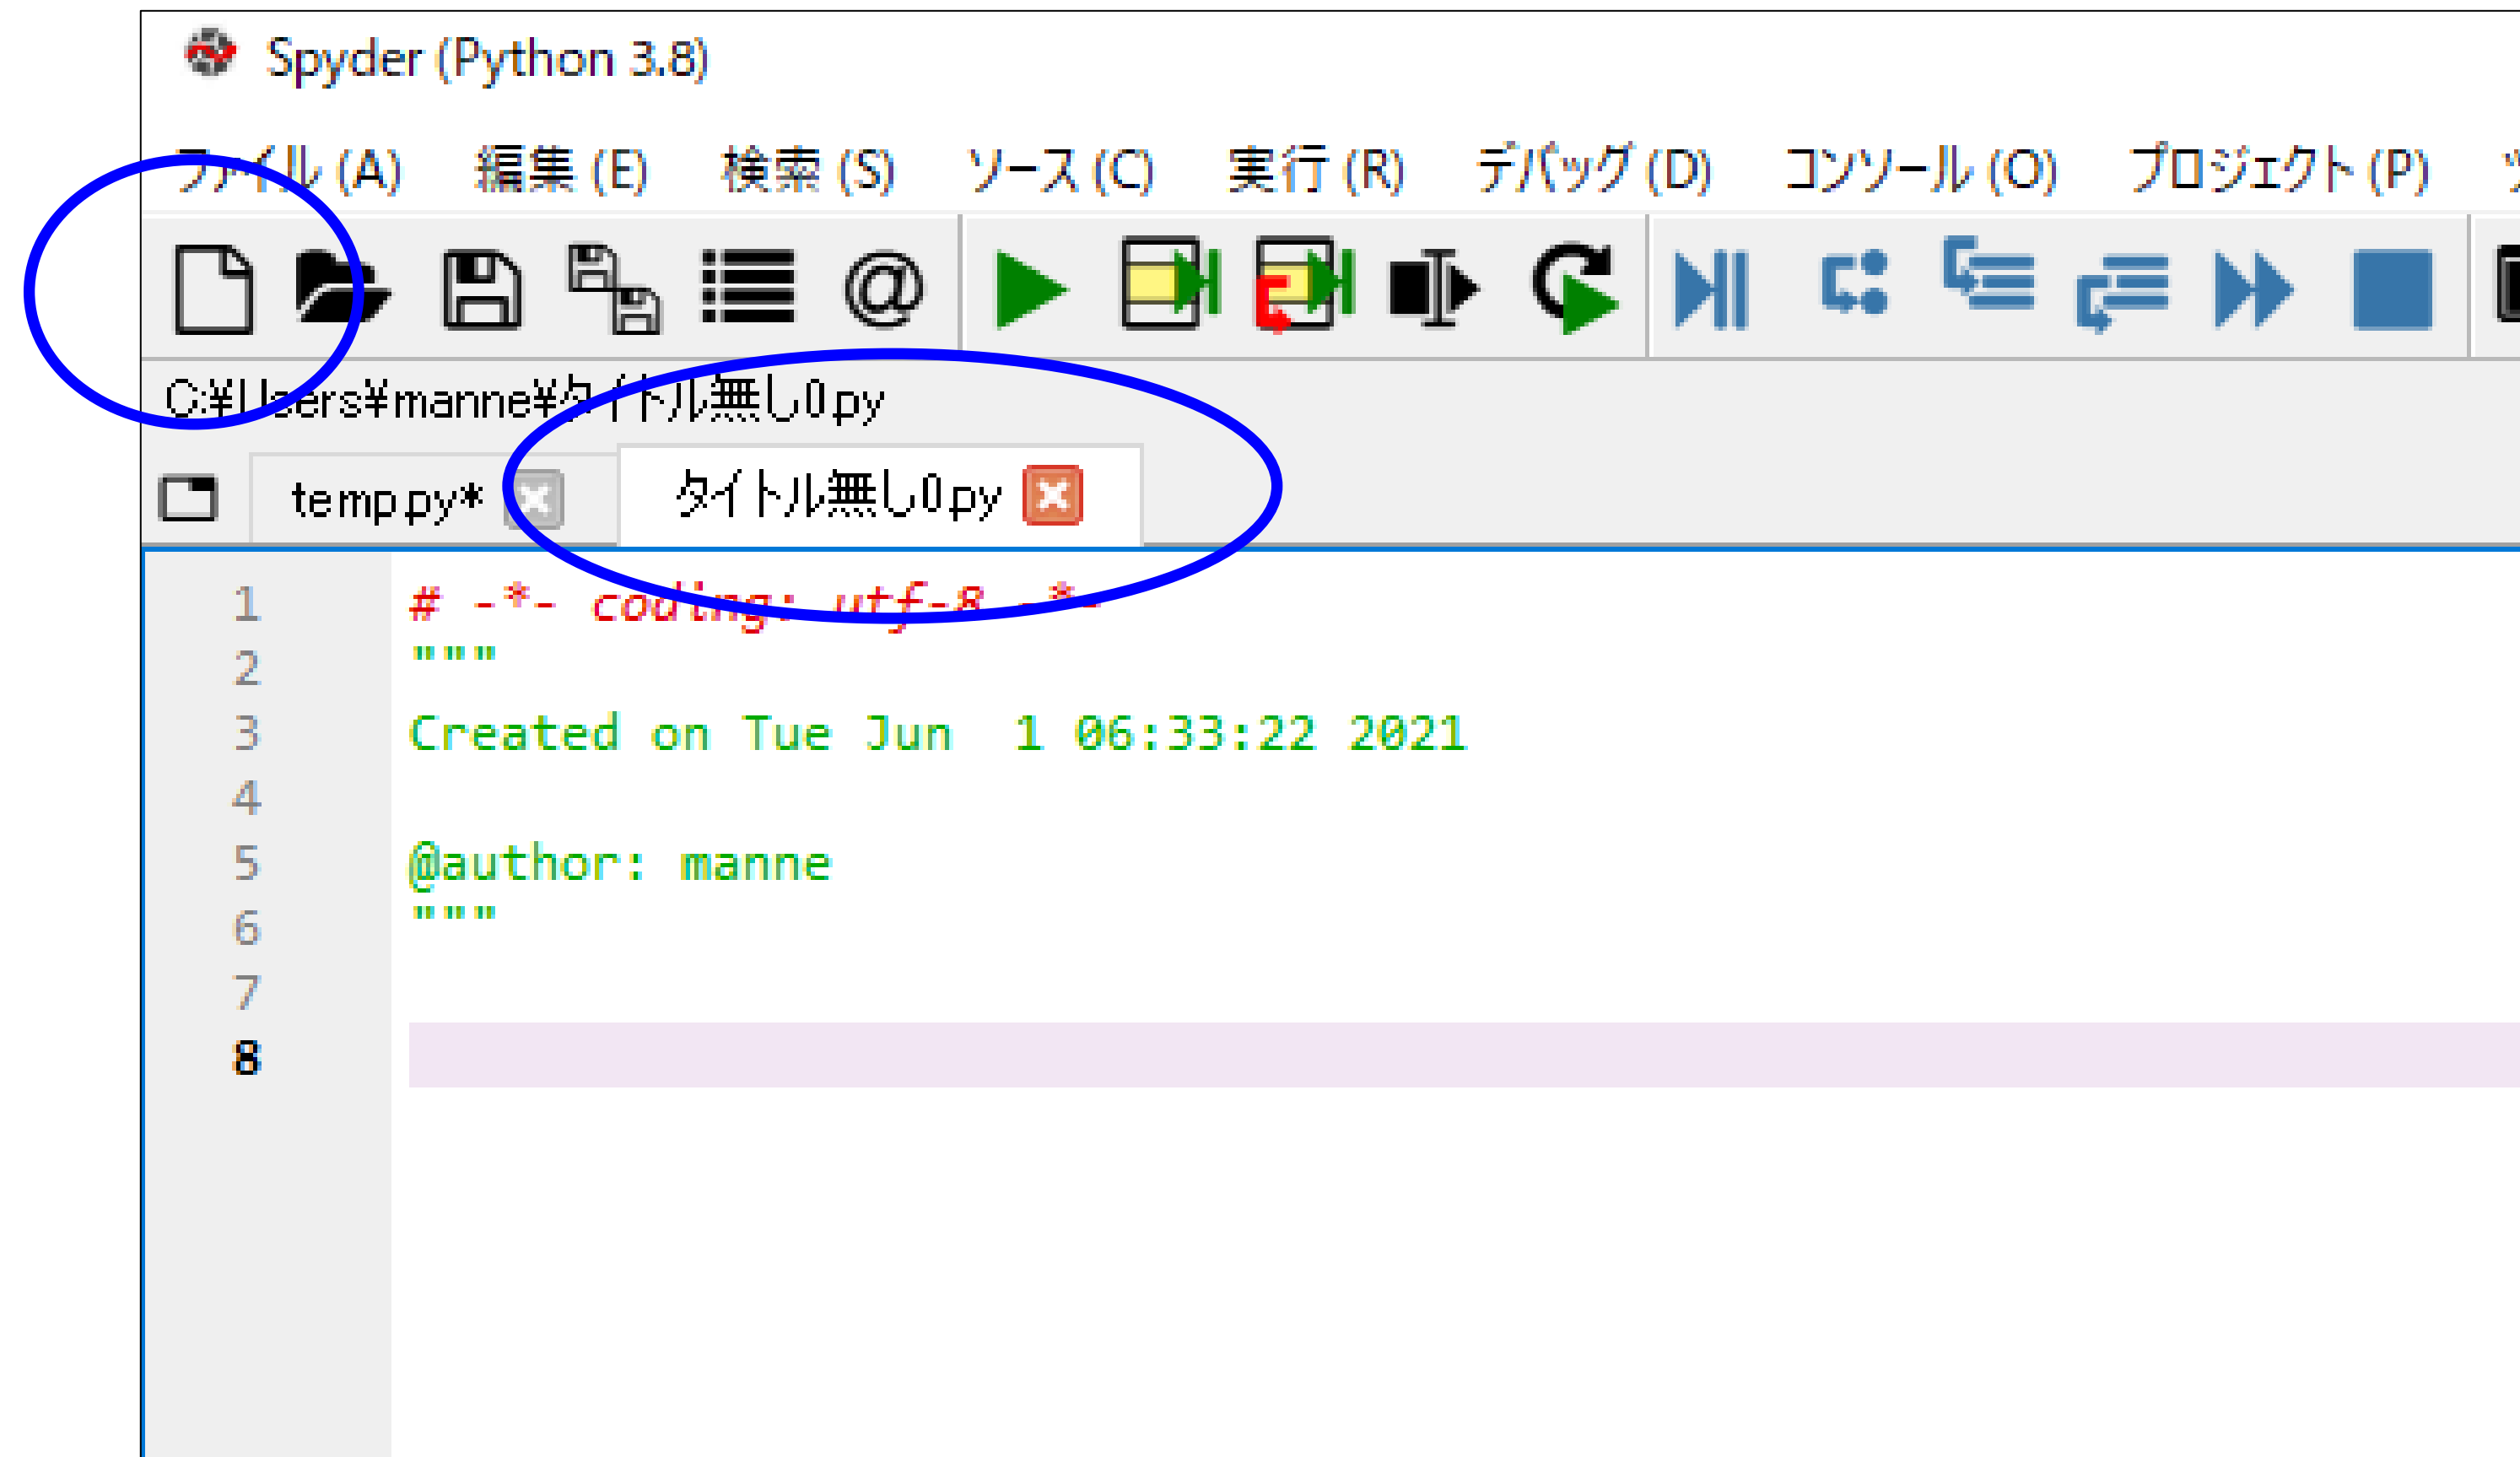 Spyder (Python 3.8)
ファイル (A) 編集 (E) 検索 (S) ソース (C) 実行 (R) デバッグ (D) コンソール (O) プロジェクト (P)
C:¥Users¥manne¥タイトル無し0.py
temp.py* タイトル無し0.py
1 # -*- coding: utf-8 -*-
2 """
3 Created on Tue Jun  1 06:33:22 2021
4
5 @author: manne
6 """
7
8